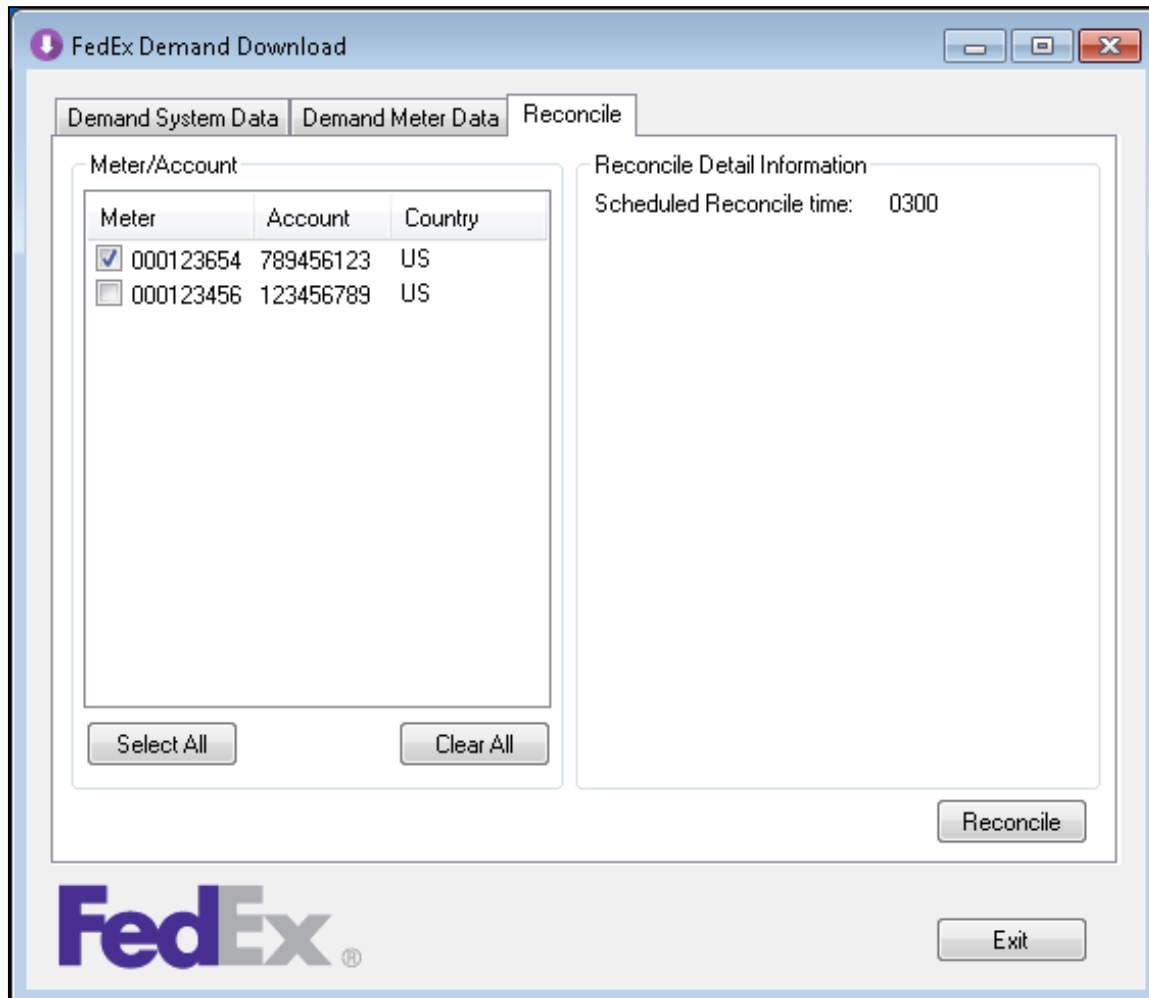 FedEx Demand Download
Demand System Data Demand Meter Data Reconcile
Meter/Account
Meter Account Country
000123654 789456123 US
000123456 123456789 US
Select All Clear All
Reconcile Detail Information
Scheduled Reconcile time: 0300
Reconcile
FedEx ®
Exit